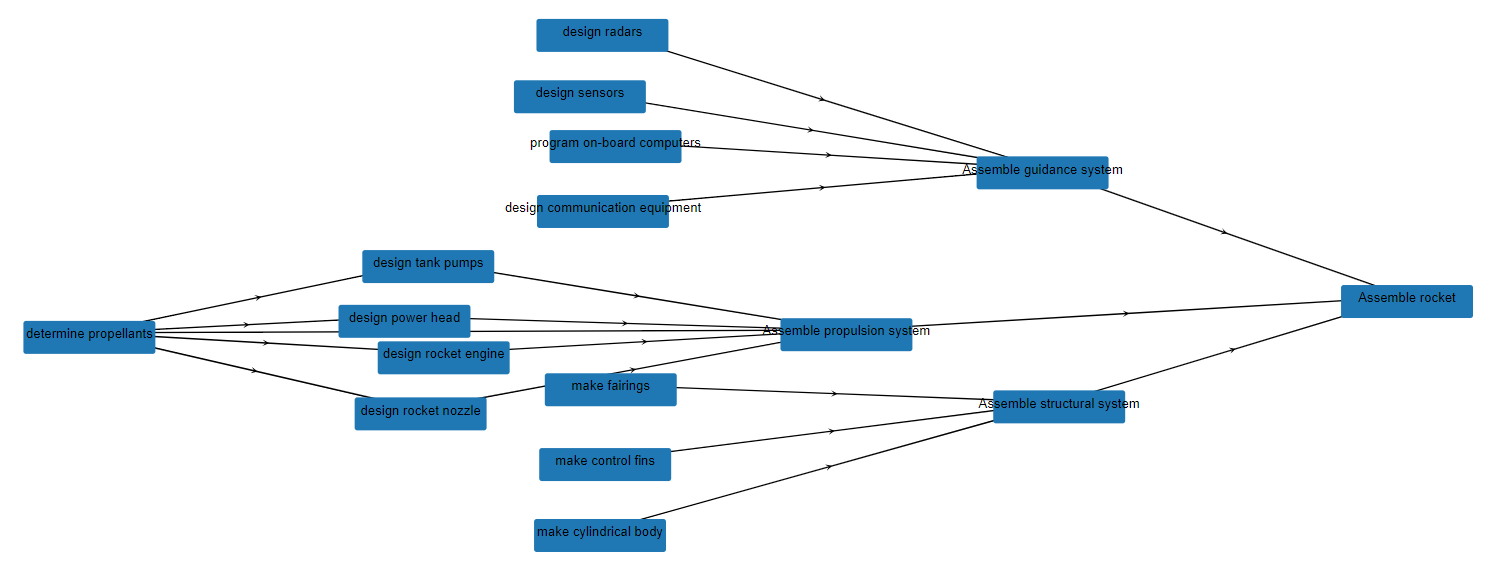 design radars
design sensors
program on-board computers
Assemble guidance system
design communication equipment
design tank pumps
Assemble rocket
design power head
determine propellants
Assemble propulsion system
design rocket engine
make fairings
Assemble structural system
design rocket nozzle
make control fins
make cylindrical body